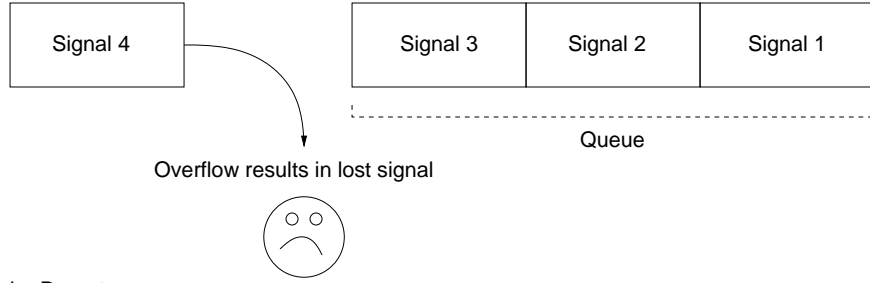 Signal 4
Signal 3
Signal 2
Signal 1
Queue
Overflow results in lost signal